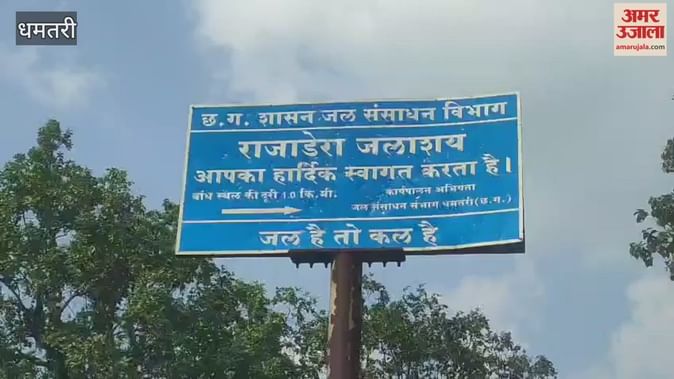 धमतरी
अमर
उजाला
amarujala.com
छ.ग. शासन जल संसाधन विभाग
राजाडेरा जलाशय
आपका हार्दिक स्वागत करता है।
बांध स्थल की दूरी 1.0 कि.मी.
कार्यपालन अभियंता
जल संसाधन संभाग धमतरी (छ.ग.)
जल है तो कल है